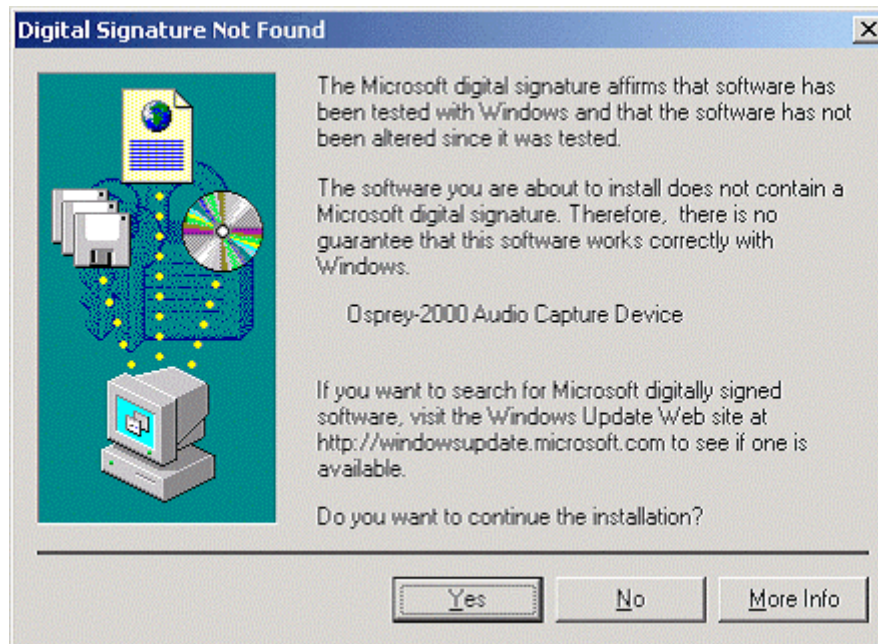 Digital Signature Not Found
The Microsoft digital signature affirms that software has
been tested with Windows and that the software has not
been altered since it was tested.
The software you are about to install does not contain a
Microsoft digital signature. Therefore,  there is no
guarantee that this software works correctly with
Windows.
Osprey-2000 Audio Capture Device
If you want to search for Microsoft digitally signed
software, visit the Windows Update Web site at
http://windowsupdate.microsoft.com to see if one is
available.
Do you want to continue the installation?
Yes No More Info